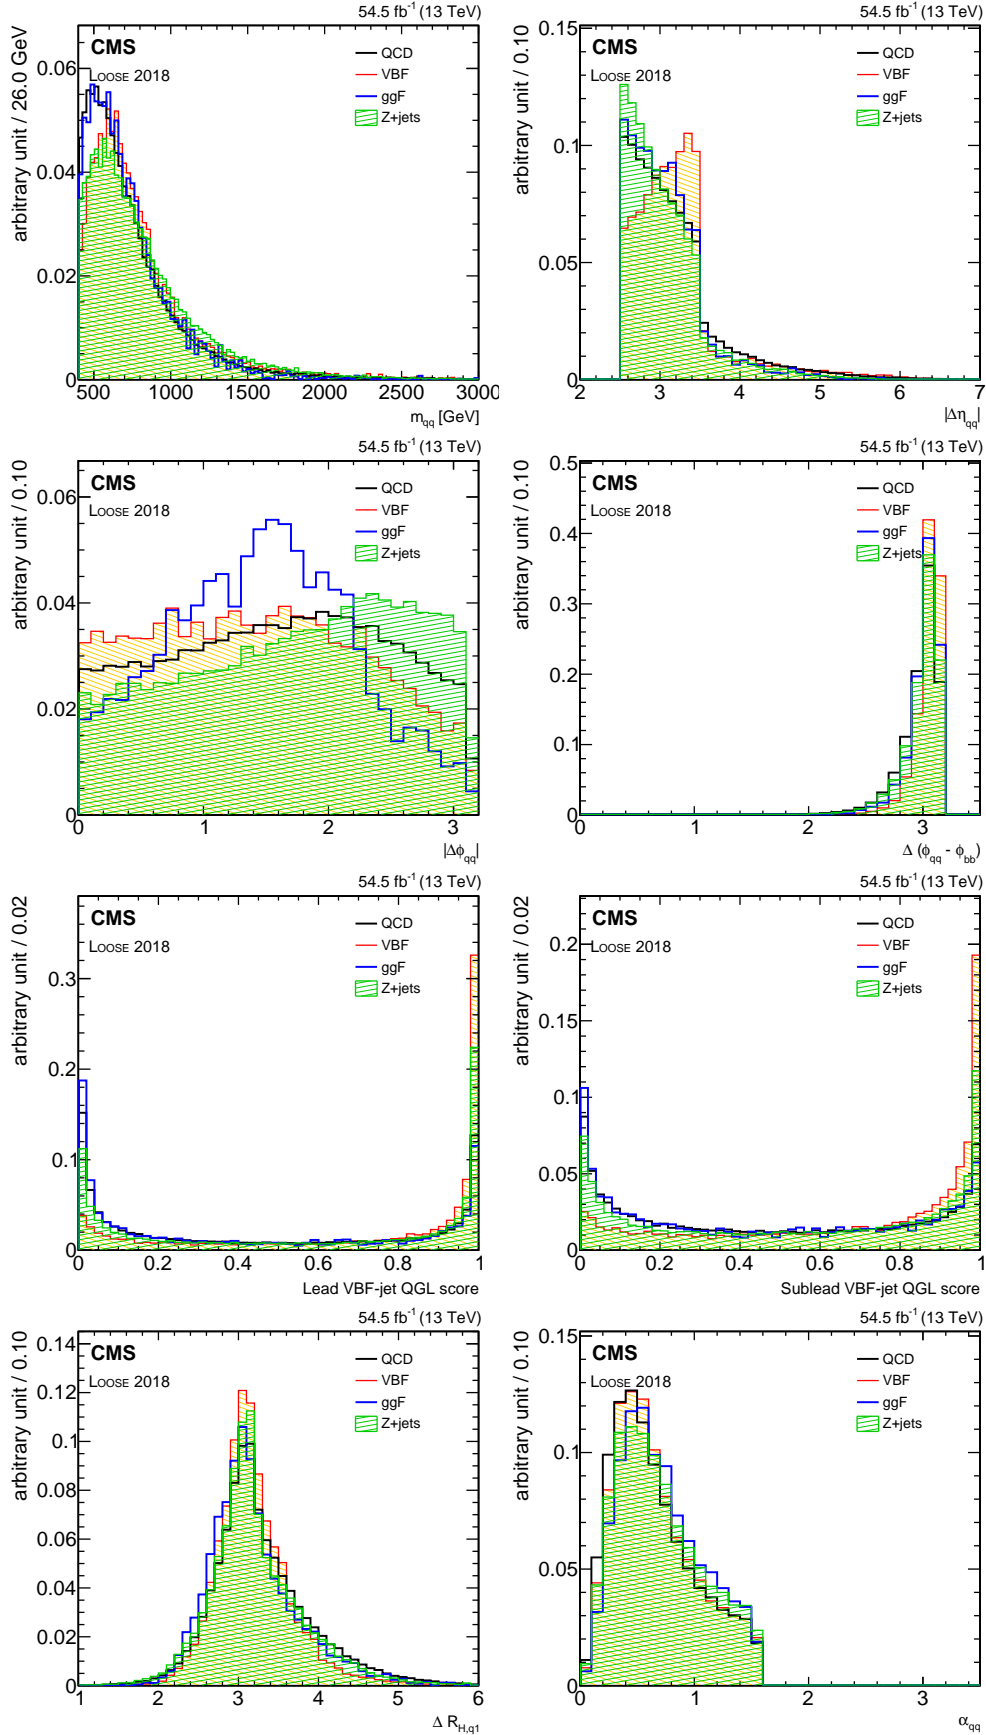 54.5 fb⁻¹ (13 TeV)
arbitrary unit / 26.0 GeV
CMS
LOOSE 2018
QCD
VBF
ggF
Z+jets
0.06
0.04
0.02
0
500 1000 1500 2000 2500 3000
m_qq [GeV]
54.5 fb⁻¹ (13 TeV)
arbitrary unit / 0.10
CMS
LOOSE 2018
QCD
VBF
ggF
Z+jets
0.15
0.1
0.05
0
2 3 4 5 6 7
|Δη_qq|
54.5 fb⁻¹ (13 TeV)
arbitrary unit / 0.10
CMS
LOOSE 2018
QCD
VBF
ggF
Z+jets
0.06
0.04
0.02
0
0 1 2 3
|Δϕ_qq|
54.5 fb⁻¹ (13 TeV)
arbitrary unit / 0.10
CMS
LOOSE 2018
QCD
VBF
ggF
Z+jets
0.5
0.4
0.3
0.2
0.1
0
0 1 2 3
Δ (ϕ_qq - ϕ_bb)
54.5 fb⁻¹ (13 TeV)
arbitrary unit / 0.02
CMS
LOOSE 2018
QCD
VBF
ggF
Z+jets
0.3
0.2
0.1
0
0 0.2 0.4 0.6 0.8 1
Lead VBF-jet QGL score
54.5 fb⁻¹ (13 TeV)
arbitrary unit / 0.02
CMS
LOOSE 2018
QCD
VBF
ggF
Z+jets
0.2
0.15
0.1
0.05
0
0 0.2 0.4 0.6 0.8 1
Sublead VBF-jet QGL score
54.5 fb⁻¹ (13 TeV)
arbitrary unit / 0.10
CMS
LOOSE 2018
QCD
VBF
ggF
Z+jets
0.14
0.12
0.1
0.08
0.06
0.04
0.02
0
1 2 3 4 5 6
Δ R_H,q1
54.5 fb⁻¹ (13 TeV)
arbitrary unit / 0.10
CMS
LOOSE 2018
QCD
VBF
ggF
Z+jets
0.15
0.1
0.05
0
0 1 2 3
α_qq